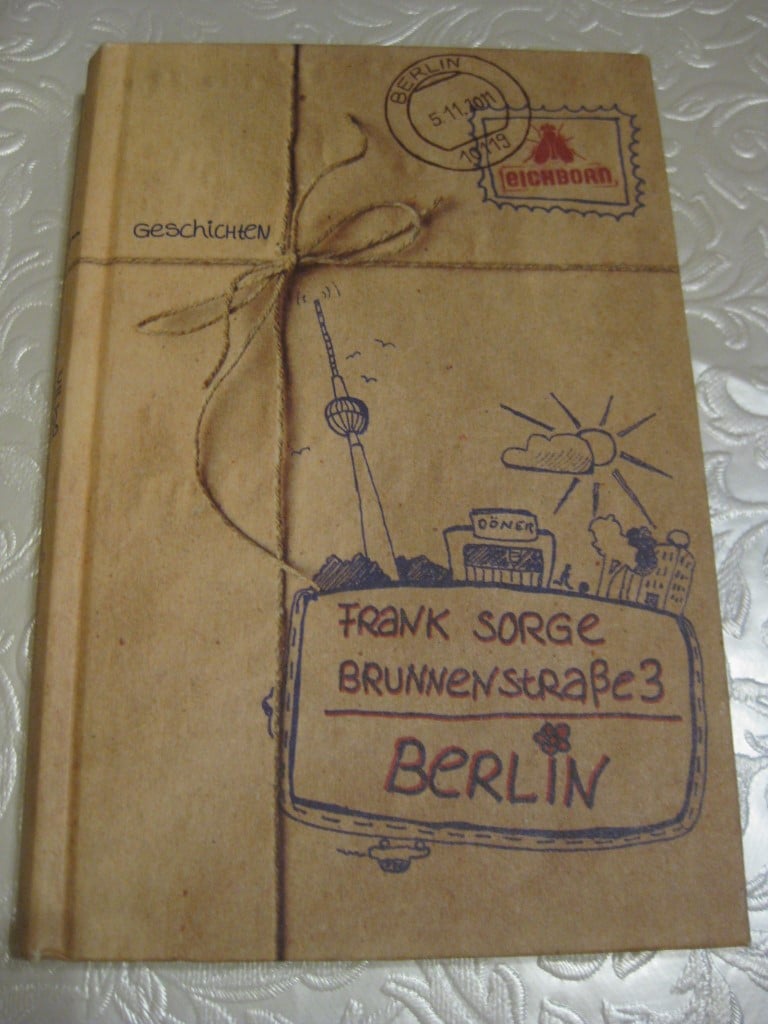 BERLIN
5.11.2011
10119
eICHBORN
GescHICHteN
DÖNER
FRANK SORGE
BRUNNeNstRaße 3
BeRLiN